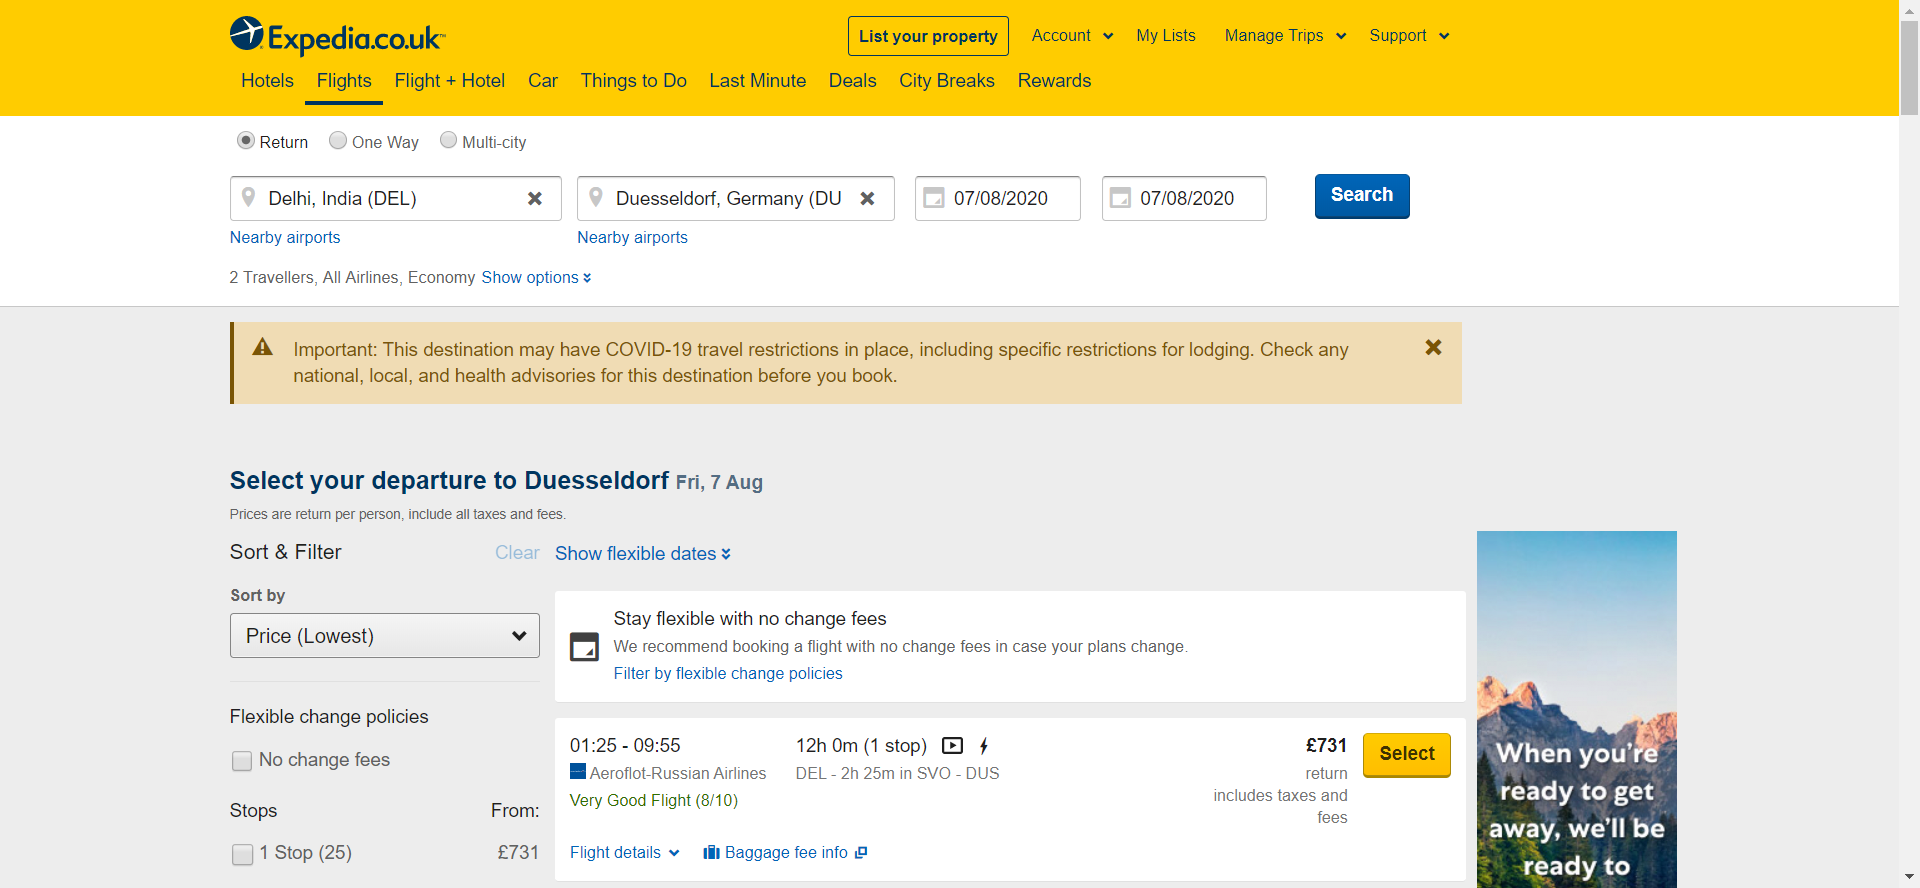 Expedia.co.uk™
List your property
Account
My Lists
Manage Trips
Support
Hotels
Flights
Flight + Hotel
Car
Things to Do
Last Minute
Deals
City Breaks
Rewards
Return
One Way
Multi-city
Delhi, India (DEL)
Duesseldorf, Germany (DU
07/08/2020
07/08/2020
Search
Nearby airports
Nearby airports
2 Travellers, All Airlines, Economy Show options
Important: This destination may have COVID-19 travel restrictions in place, including specific restrictions for lodging. Check any
national, local, and health advisories for this destination before you book.
Select your departure to Duesseldorf Fri, 7 Aug
Prices are return per person, include all taxes and fees.
Sort & Filter
Clear
Show flexible dates
Sort by
Price (Lowest)
Stay flexible with no change fees
We recommend booking a flight with no change fees in case your plans change.
Filter by flexible change policies
Flexible change policies
No change fees
Stops
From:
1 Stop (25)
£731
01:25 - 09:55
Aeroflot-Russian Airlines
Very Good Flight (8/10)
12h 0m (1 stop)
DEL - 2h 25m in SVO - DUS
£731
return
includes taxes and
fees
Select
Flight details
Baggage fee info
When you're
ready to get
away, we'll be
ready to